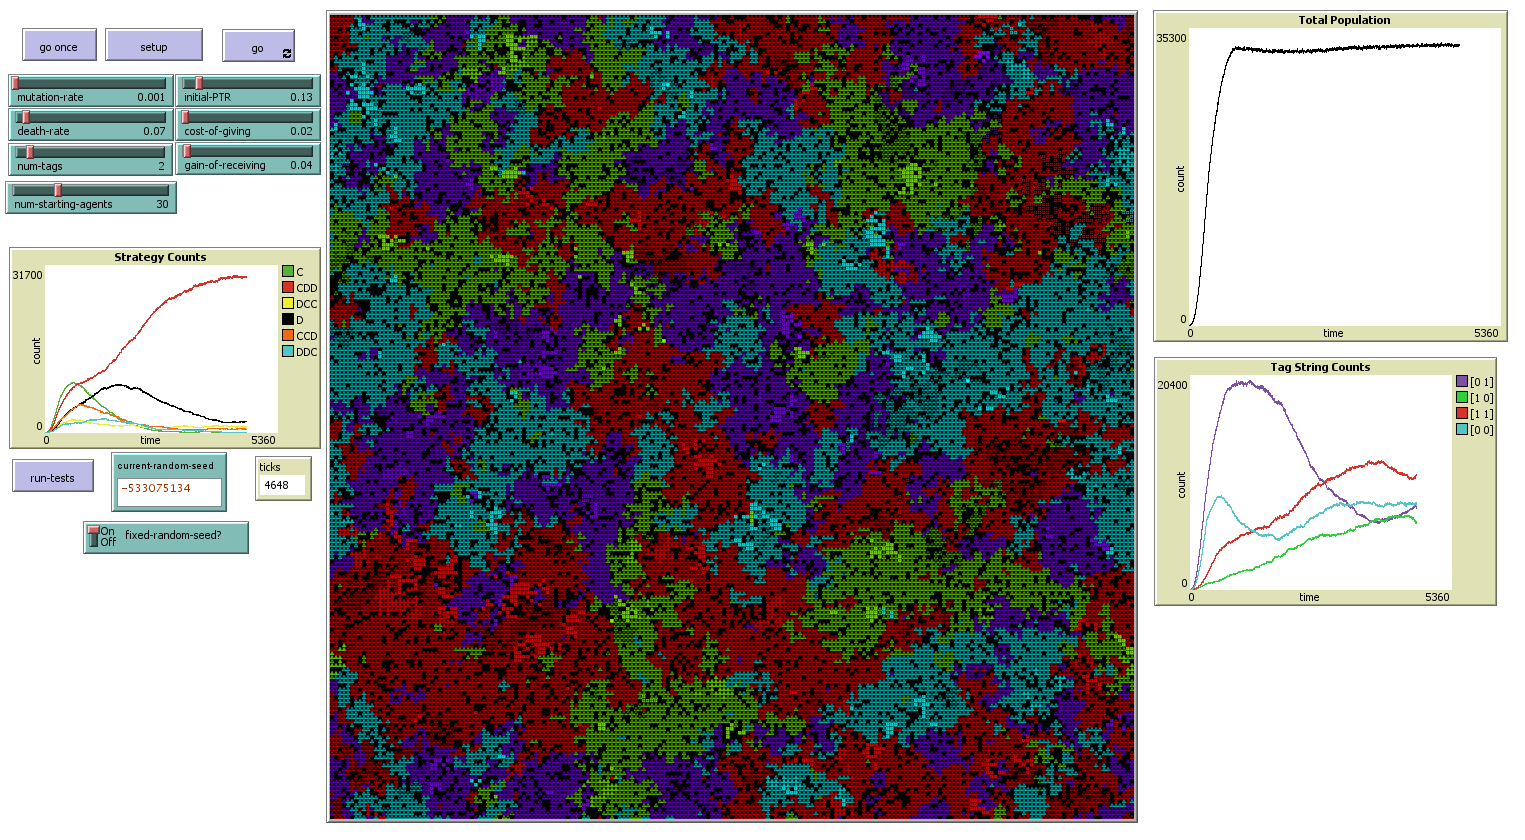 go once
setup
go
mutation-rate 0.001
initial-PTR 0.13
death-rate 0.07
cost-of-giving 0.02
num-tags 2
gain-of-receiving 0.04
num-starting-agents 30
Strategy Counts
31700
count
0
0
time
5360
C
CDD
DCC
D
CCD
DDC
run-tests
current-random-seed
-533075134
ticks
4648
On
Off
fixed-random-seed?
Total Population
35300
count
0
0
time
5360
Tag String Counts
20400
count
0
0
time
5360
[0 1]
[1 0]
[1 1]
[0 0]